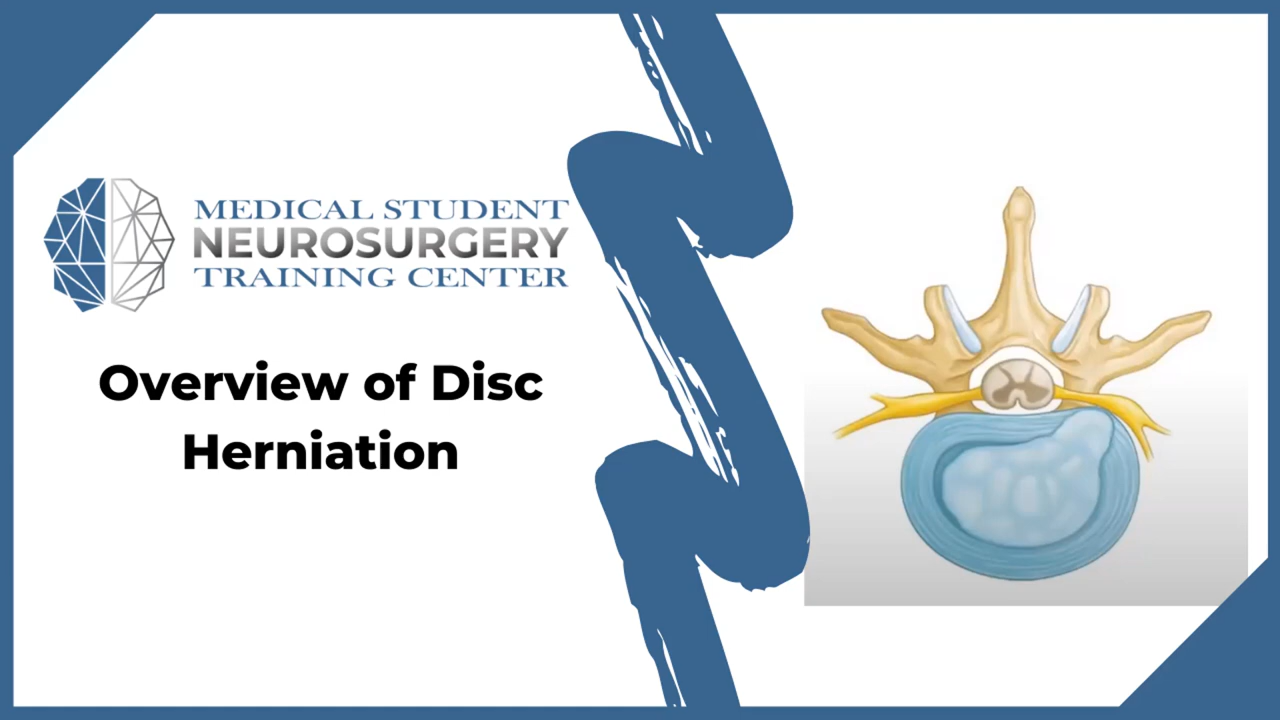 MEDICAL STUDENT
NEUROSURGERY
TRAINING CENTER
Overview of Disc
Herniation